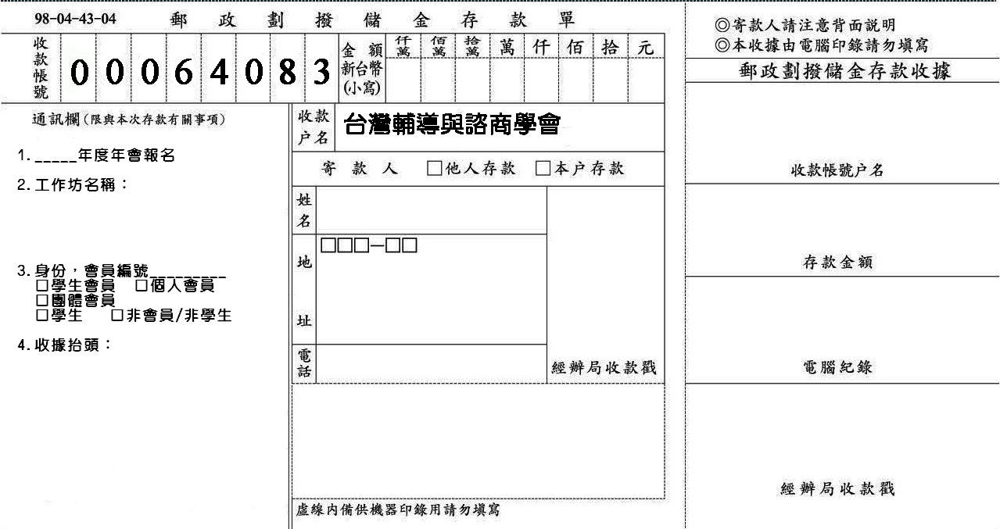 98-04-43-04 郵政劃撥儲金存款單
收款帳號
00064083
金額
新台幣
(小寫)
仟萬 佰萬 拾萬 萬 仟 佰 拾 元
通訊欄(限與本次存款有關事項)
1._____年度年會報名
2.工作坊名稱：
3.身份，會員編號_________
□學生會員 □個人會員
□團體會員
□學生 □非會員/非學生
4.收據抬頭：
收款
户名
台灣輔導與諮商學會
寄款人 □他人存款 □本户存款
姓名
地址
□□□—□□
電話
經辦局收款戳
虛線內備供機器印錄用請勿填寫
◎寄款人請注意背面説明
◎本收據由電腦印錄請勿填寫
郵政劃撥儲金存款收據
收款帳號户名
存款金額
電腦紀錄
經辦局收款戳